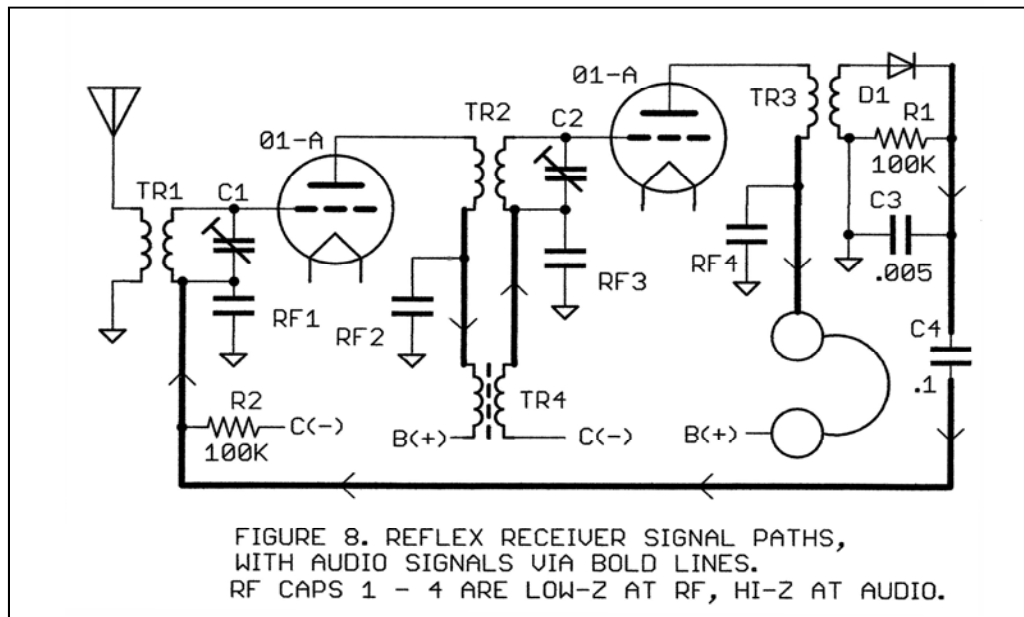 01-A
TR3
D1
R1
100K
01-A
TR2
C2
TR1
C1
C3
.005
RF4
RF3
RF1
RF2
C4
.1
TR4
R2
C(-)
100K
B(+)
C(-)
B(+)
FIGURE 8. REFLEX RECEIVER SIGNAL PATHS,
WITH AUDIO SIGNALS VIA BOLD LINES.
RF CAPS 1 - 4 ARE LOW-Z AT RF, HI-Z AT AUDIO.